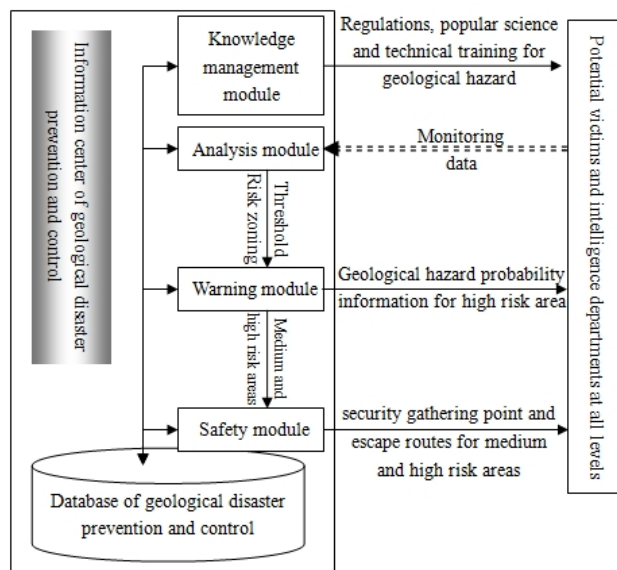 Information center of geological disaster
prevention and control
Knowledge
management
module
Regulations, popular science
and technical training for
geological hazard
Analysis module
Monitoring
data
Threshold
Risk zoning
Warning module
Geological hazard probability
information for high risk area
Medium and
high risk areas
Safety module
security gathering point and
escape routes for medium
and high risk areas
Database of geological disaster
prevention and control
Potential victims and intelligence departments at all levels